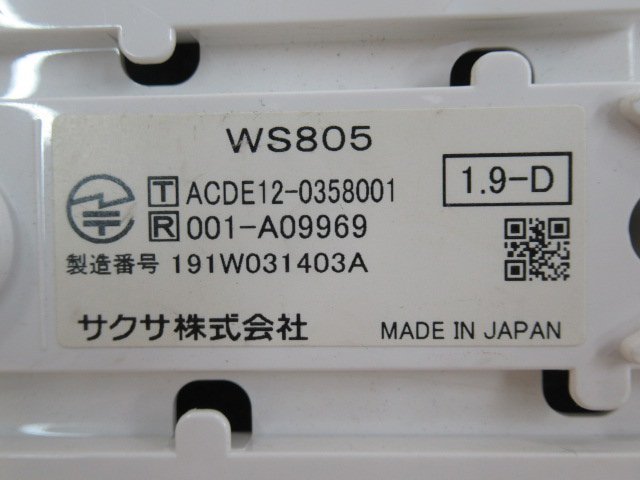 WS805
T ACDE12-0358001
1.9-D
R 001-A09969
製造番号 191W031403A
サクサ株式会社
MADE IN JAPAN